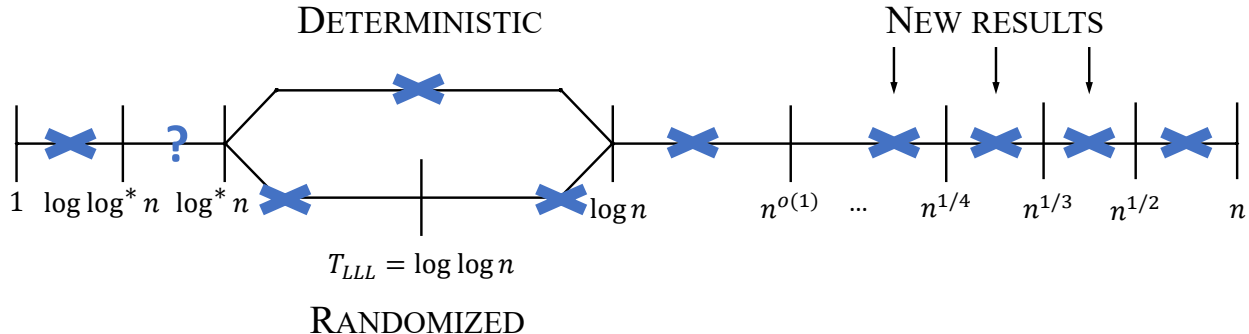 DETERMINISTIC
NEW RESULTS
?
1 log log* n log* n log n n^{o(1)} ... n^{1/4} n^{1/3} n^{1/2} n
T_{LLL} = log log n
RANDOMIZED